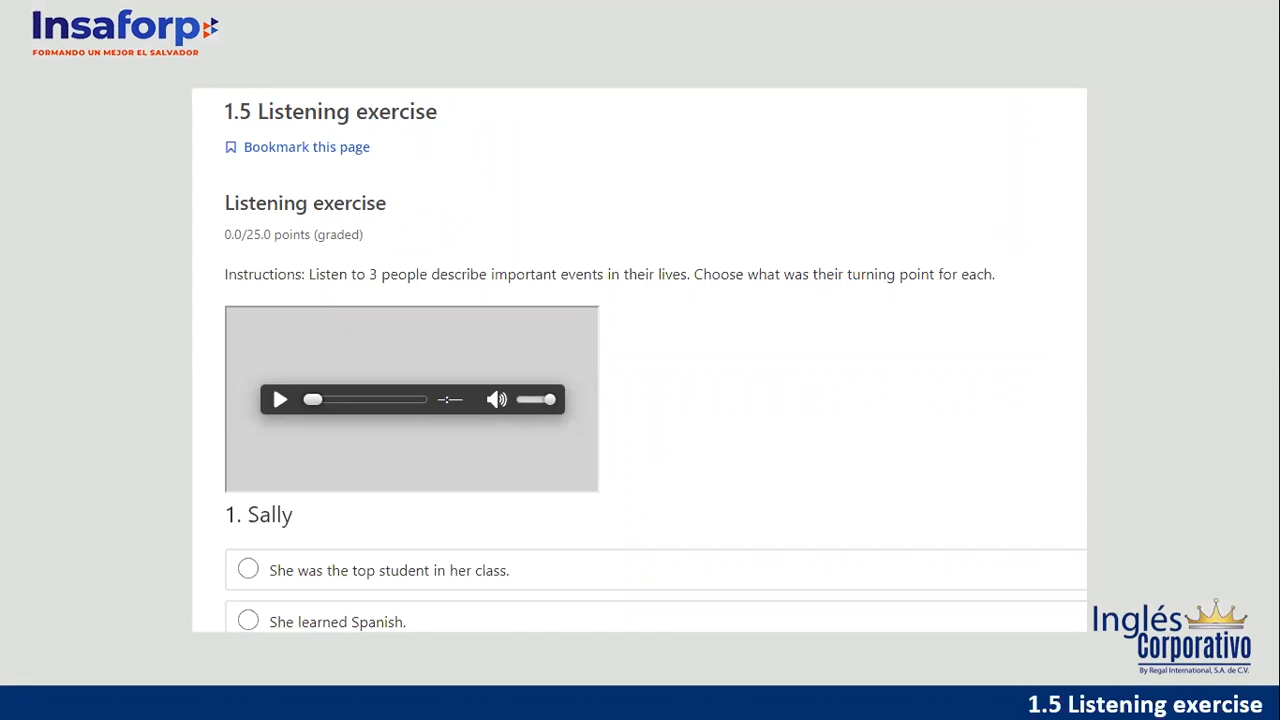 Insaforp
FORMANDO UN MEJOR EL SALVADOR
1.5 Listening exercise
Bookmark this page
Listening exercise
0.0/25.0 points (graded)
Instructions: Listen to 3 people describe important events in their lives. Choose what was their turning point for each.
-:--
1. Sally
She was the top student in her class.
She learned Spanish.
Inglés
Corporativo
By Regal International, S.A. de C.V.
1.5 Listening exercise